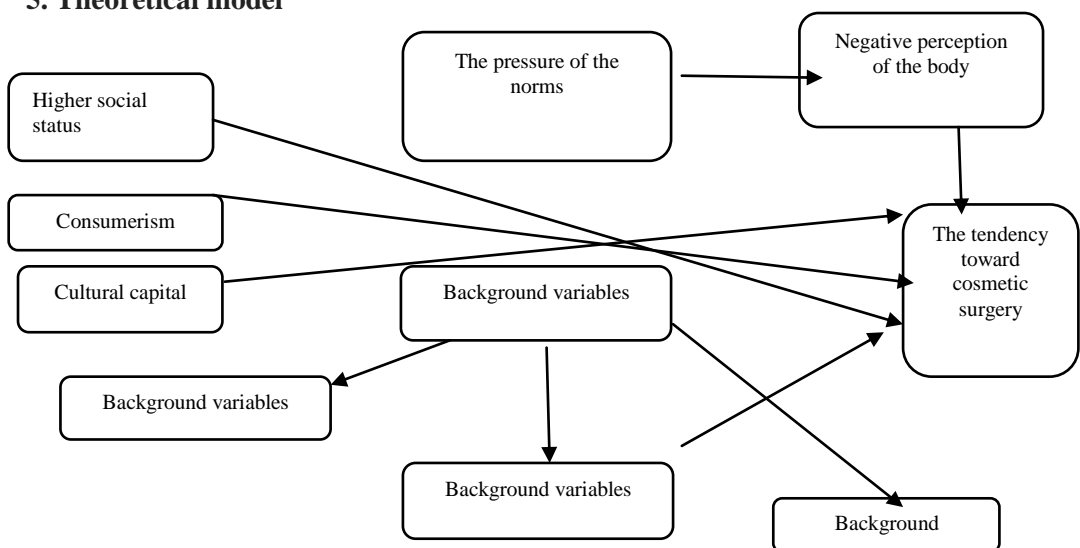 5. Theoretical model
Negative perception
of the body
The pressure of the
norms
Higher social
status
Consumerism
The tendency
toward
cosmetic
surgery
Cultural capital
Background variables
Background variables
Background variables
Background